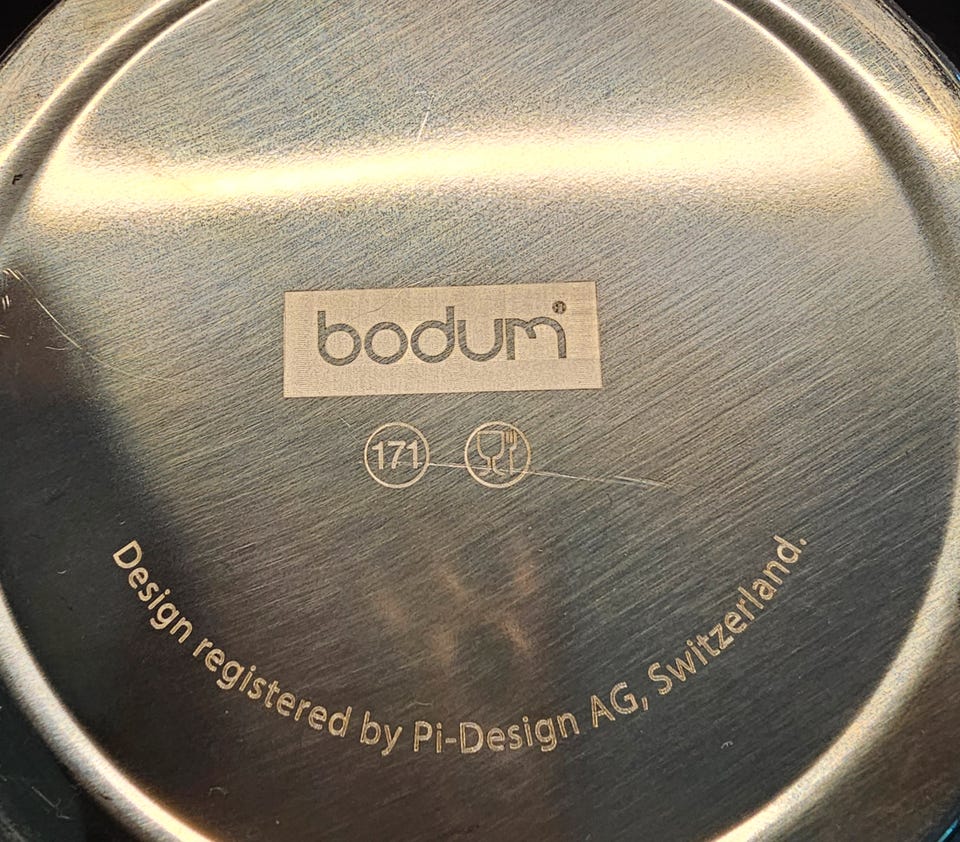 bodum®
171
Design registered by Pi-Design AG, Switzerland.
F